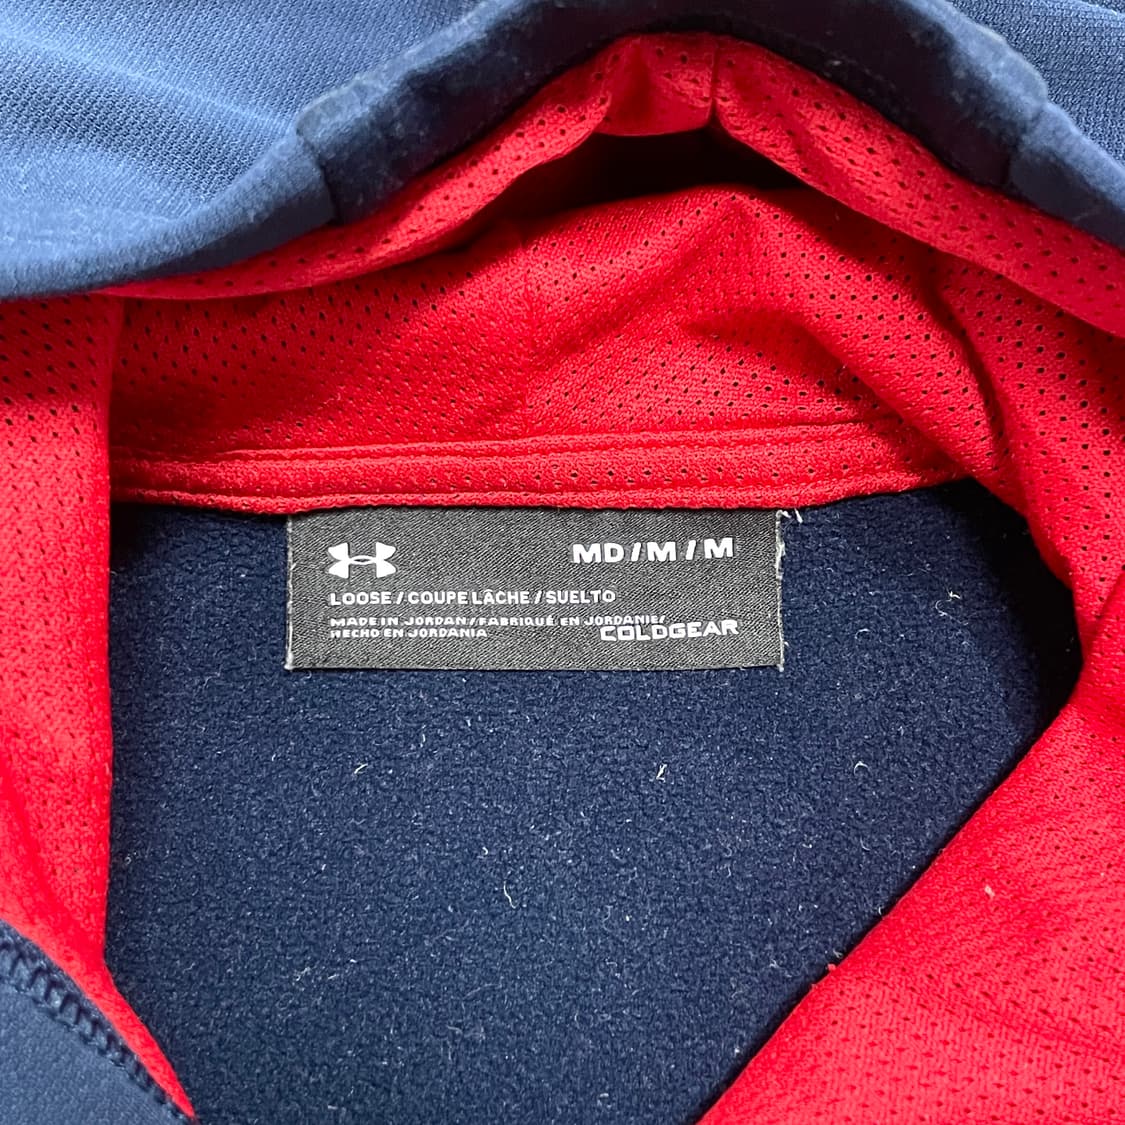 MD/M/M
LOOSE/COUPE LÂCHE/SUELTO
MADE IN JORDAN/FABRIQUÉ EN JORDANIE/
HECHO EN JORDANIA
COLDGEAR